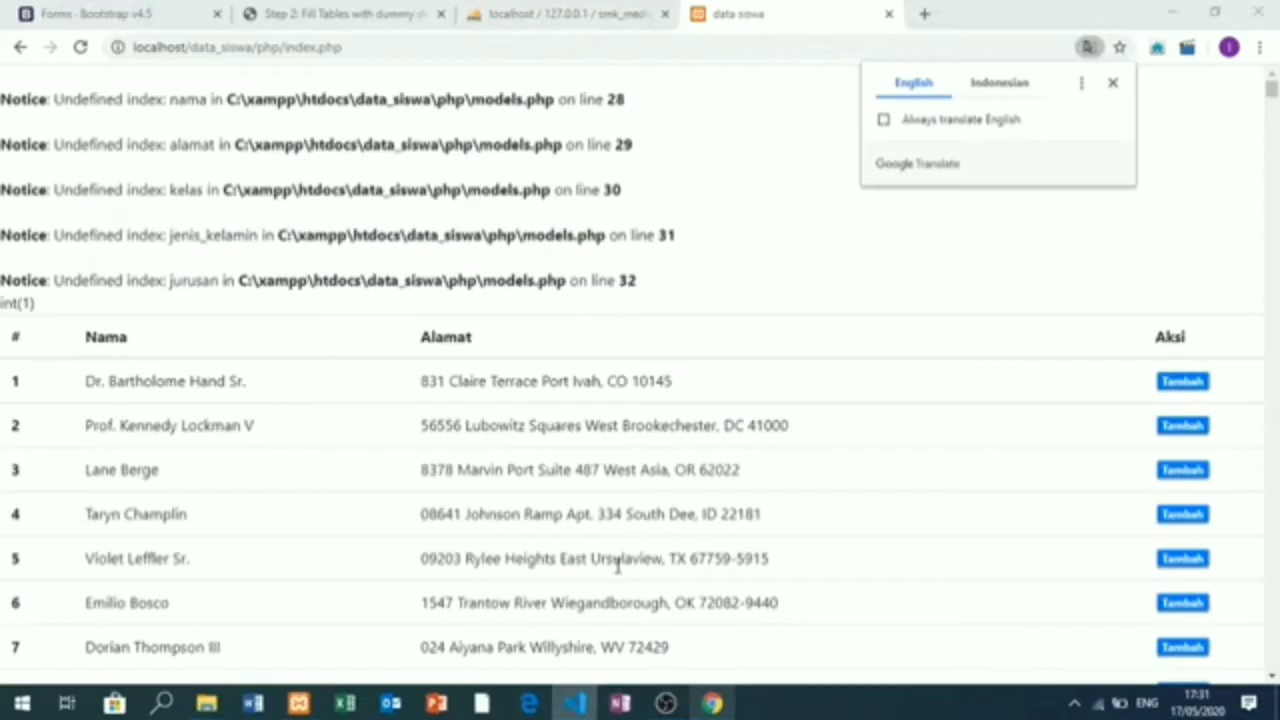 Forms · Bootstrap v4.5
Step 2: Fill Tables with dummy d
localhost / 127.0.0.1 / smk_med
data siswa
localhost/data_siswa/php/index.php
I
English
Indonesian
Always translate English
Google Translate
Notice: Undefined index: nama in C:\xampp\htdocs\data_siswa\php\models.php on line 28
Notice: Undefined index: alamat in C:\xampp\htdocs\data_siswa\php\models.php on line 29
Notice: Undefined index: kelas in C:\xampp\htdocs\data_siswa\php\models.php on line 30
Notice: Undefined index: jenis_kelamin in C:\xampp\htdocs\data_siswa\php\models.php on line 31
Notice: Undefined index: jurusan in C:\xampp\htdocs\data_siswa\php\models.php on line 32
int(1)
# Nama Alamat Aksi
1 Dr. Bartholome Hand Sr. 831 Claire Terrace Port Ivah, CO 10145 Tambah
2 Prof. Kennedy Lockman V 56556 Lubowitz Squares West Brookechester, DC 41000 Tambah
3 Lane Berge 8378 Marvin Port Suite 487 West Asia, OR 62022 Tambah
4 Taryn Champlin 08641 Johnson Ramp Apt. 334 South Dee, ID 22181 Tambah
5 Violet Leffler Sr. 09203 Rylee Heights East Ursulaview, TX 67759-5915 Tambah
6 Emilio Bosco 1547 Trantow River Wiegandborough, OK 72082-9440 Tambah
7 Dorian Thompson III 024 Aiyana Park Willyshire, WV 72429 Tambah
ENG
17:31
17/05/2020